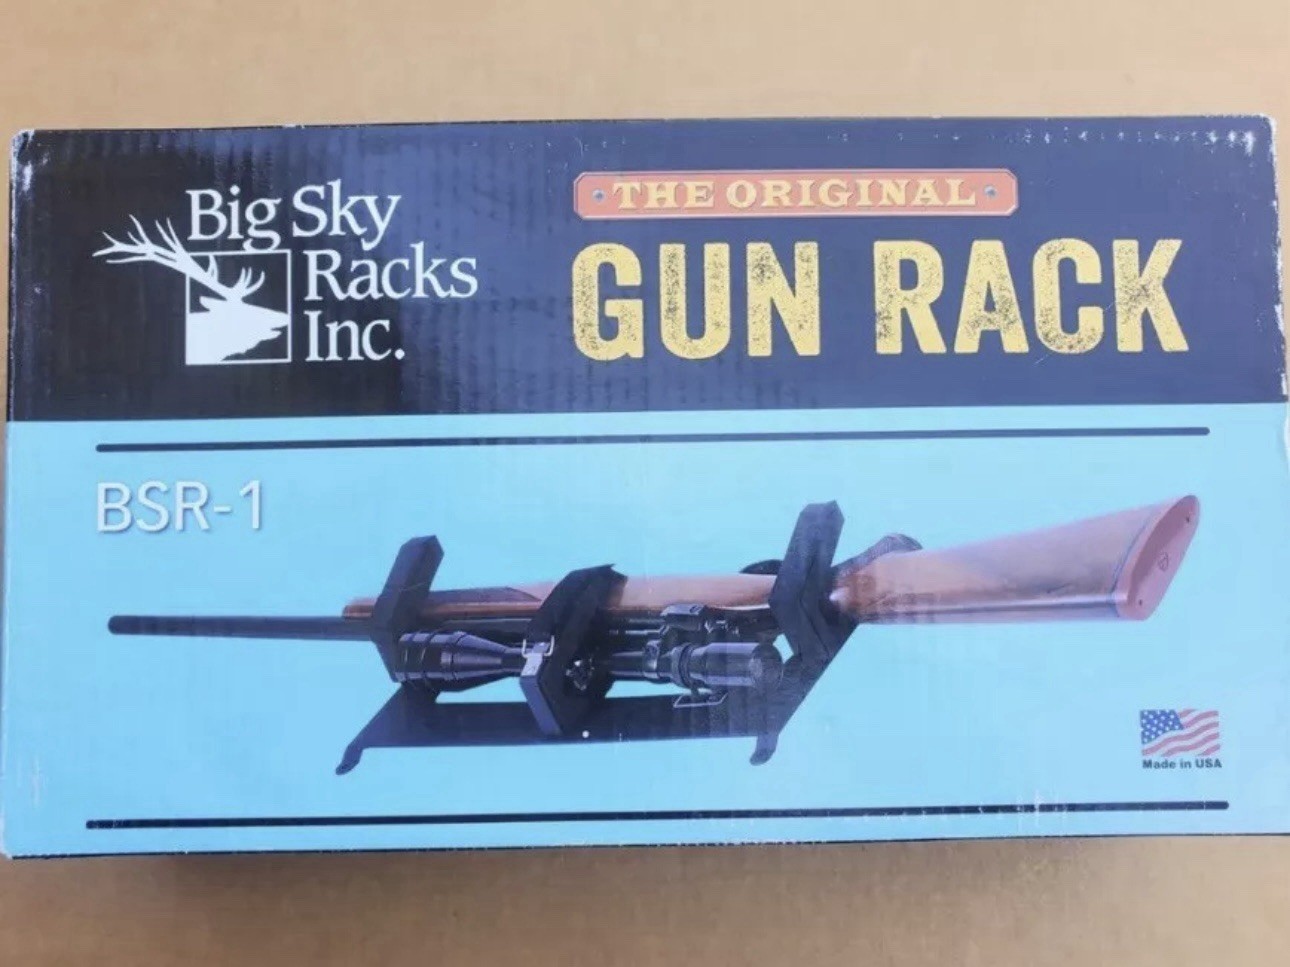 Big Sky
Racks
Inc.
THE ORIGINAL
GUN RACK
BSR-1
Made in USA